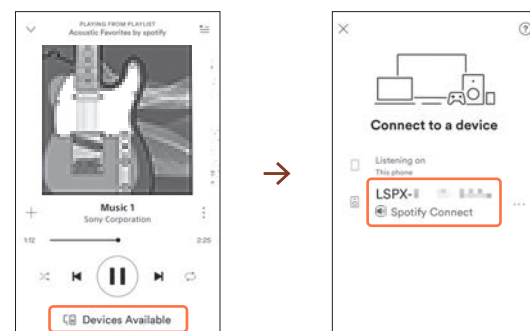 PLAYING FROM PLAYLIST
Acoustic Favorites by spotify
Music 1
Sony Corporation
1:12
2:25
Devices Available
Connect to a device
Listening on
This phone
LSPX-
Spotify Connect